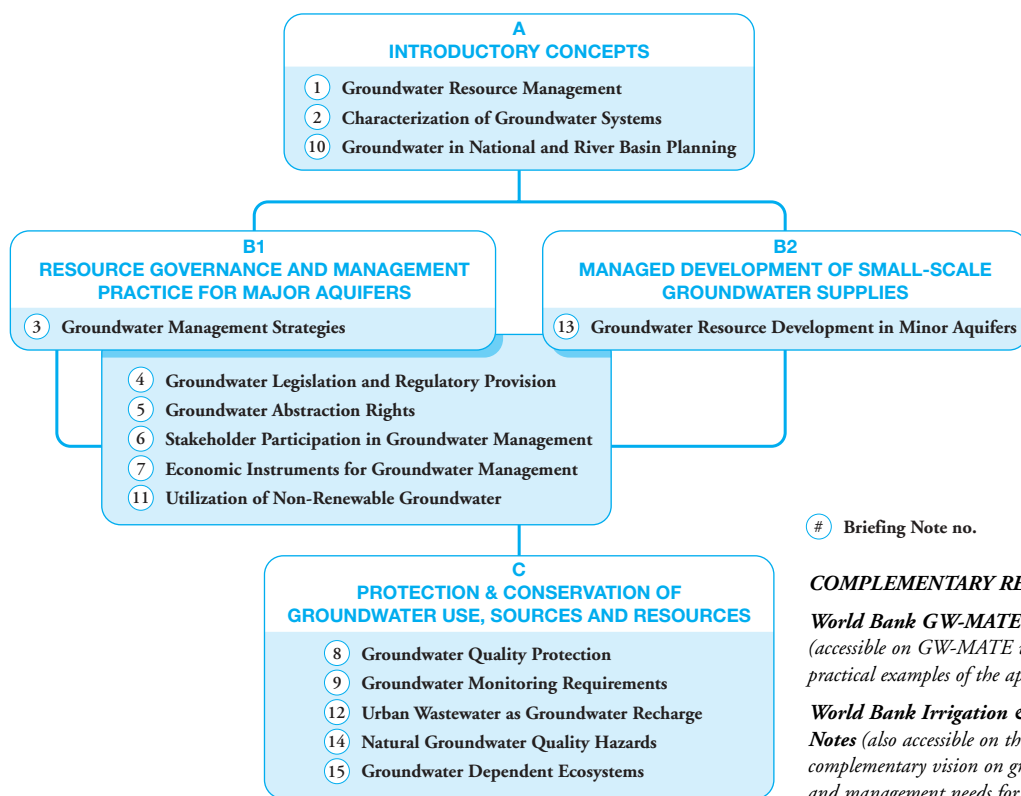 A
INTRODUCTORY CONCEPTS
1 Groundwater Resource Management
2 Characterization of Groundwater Systems
10 Groundwater in National and River Basin Planning
B1
RESOURCE GOVERNANCE AND MANAGEMENT
PRACTICE FOR MAJOR AQUIFERS
3 Groundwater Management Strategies
B2
MANAGED DEVELOPMENT OF SMALL-SCALE
GROUNDWATER SUPPLIES
13 Groundwater Resource Development in Minor Aquifers
4 Groundwater Legislation and Regulatory Provision
5 Groundwater Abstraction Rights
6 Stakeholder Participation in Groundwater Management
7 Economic Instruments for Groundwater Management
11 Utilization of Non-Renewable Groundwater
C
PROTECTION & CONSERVATION OF
GROUNDWATER USE, SOURCES AND RESOURCES
8 Groundwater Quality Protection
9 Groundwater Monitoring Requirements
12 Urban Wastewater as Groundwater Recharge
14 Natural Groundwater Quality Hazards
15 Groundwater Dependent Ecosystems
# Briefing Note no.
COMPLEMENTARY
World Bank GW-MATE
(accessible on GW-MATE
practical examples of the
World Bank Irrigation
Notes (also accessible on
complementary vision on
and management needs for